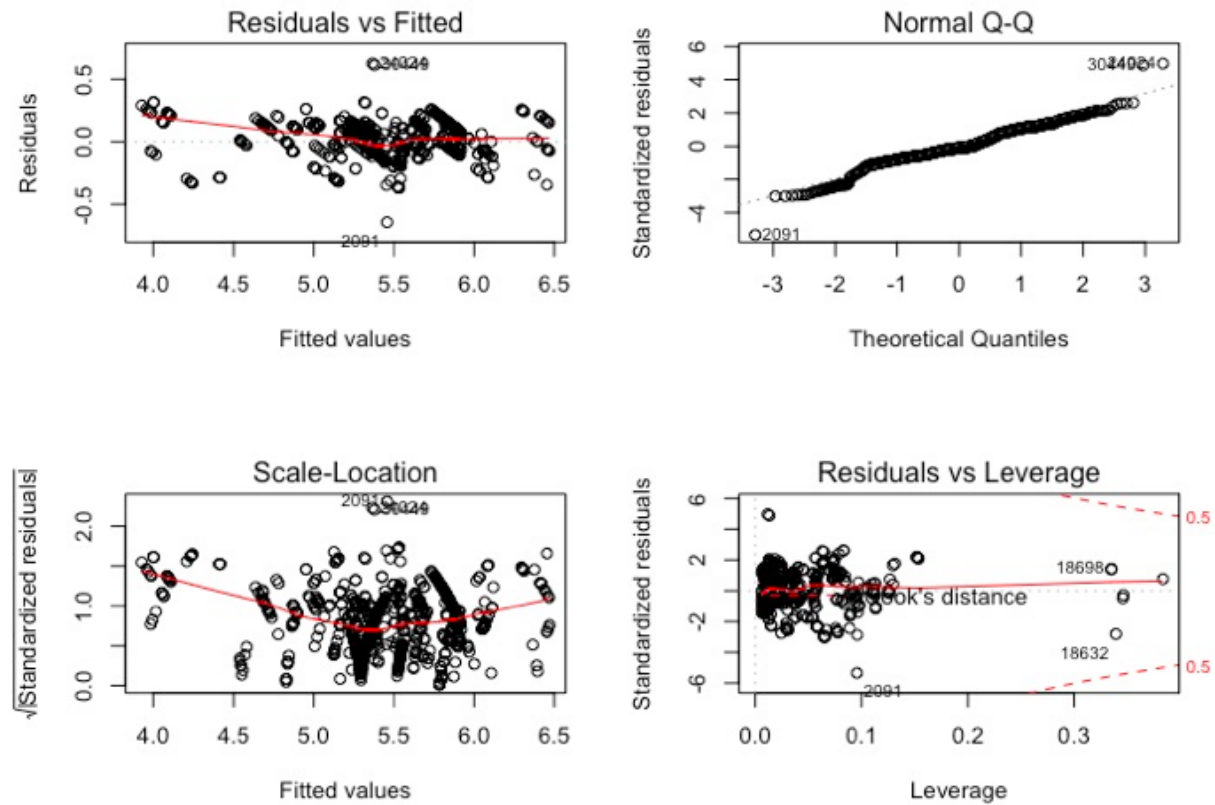 Residuals vs Fitted
Residuals
0.5
0.0
-0.5
2091
4.0 4.5 5.0 5.5 6.0 6.5
Fitted values
Normal Q-Q
Standardized residuals
6
4
2
0
-4
2091
-3 -2 -1 0 1 2 3
Theoretical Quantiles
Scale-Location
√|Standardized residuals|
2.0
1.0
0.0
2091
4.0 4.5 5.0 5.5 6.0 6.5
Fitted values
Residuals vs Leverage
Standardized residuals
6
2
-2
-6
0.5
18698
Cook's distance
18632
0.5
2091
0.0 0.1 0.2 0.3
Leverage